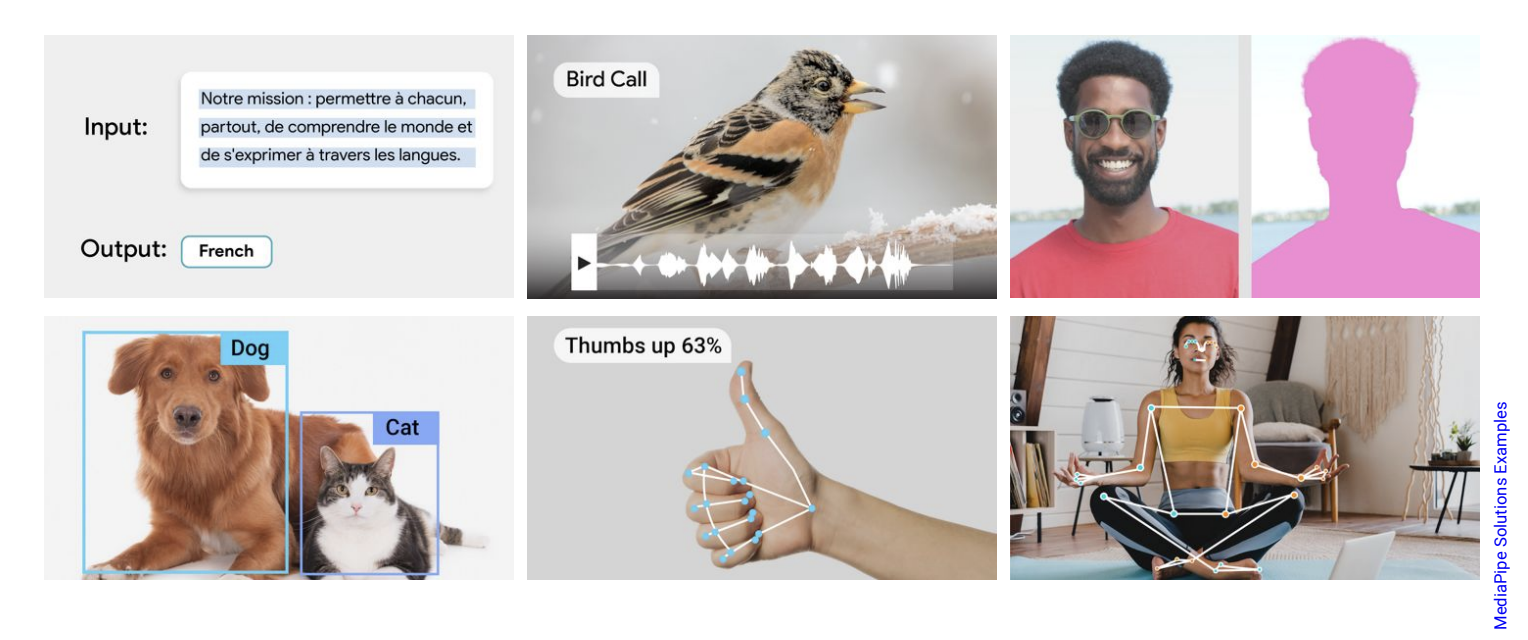 Input:
Notre mission : permettre à chacun,
partout, de comprendre le monde et
de s'exprimer à travers les langues.
Output:
French
Bird Call
Dog
Cat
Thumbs up 63%
MediaPipe Solutions Examples